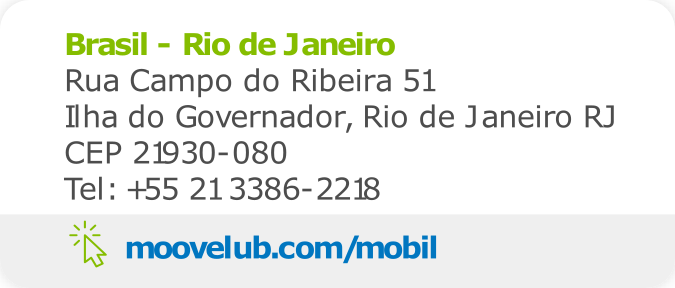 Brasil - Rio de Janeiro
Rua Campo do Ribeira 51
Ilha do Governador, Rio de Janeiro RJ
CEP 21930-080
Tel: +55 21 3386-2218
moovelub.com/mobil